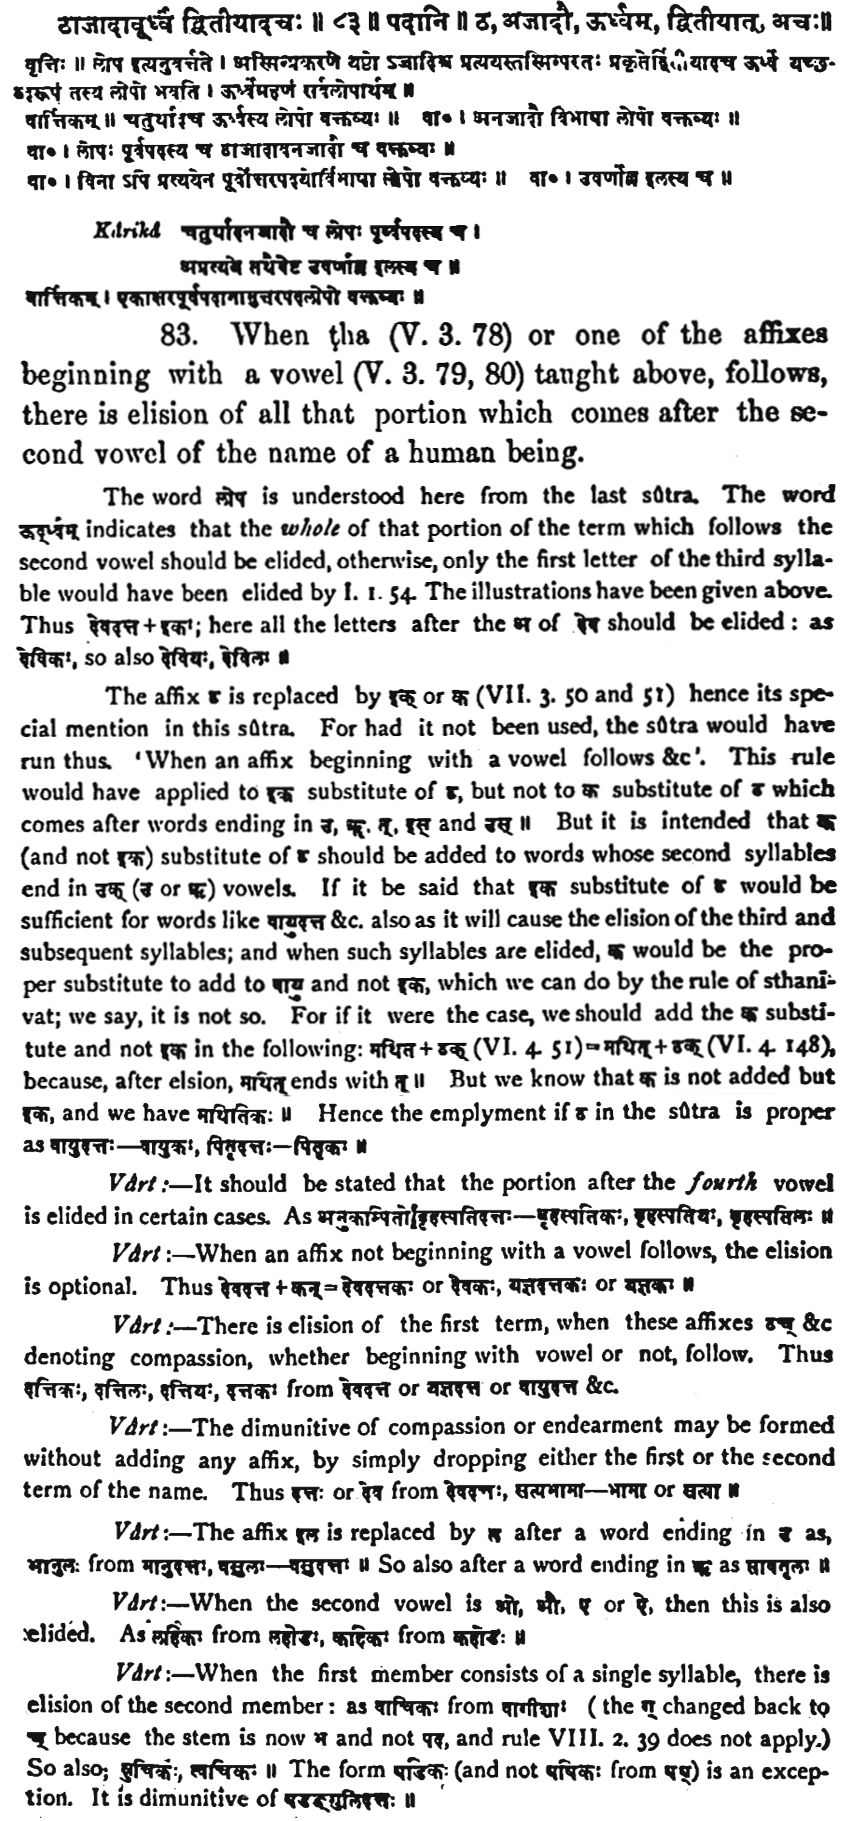 ठाजादावूर्ध्वं द्वितीयादचः ॥ ८३ ॥ पदानि ॥ ठ, अजादौ, ऊर्ध्वम्, द्वितीयात्, अचः॥
वृत्तिः ॥ लोप इत्यनुवर्त्तते । अस्मिन्प्रकरणे यष्ठो ऽजादिश्च प्रत्ययस्तस्मिन्परतः प्रकृतेर्द्वितीयादच ऊर्ध्वं यच्छ-
ब्दरूपं तस्य लोपो भवति । ऊर्ध्वग्रहणं सर्वलोपार्थम् ॥
वार्त्तिकम् ॥ चतुर्थादच ऊर्ध्वस्य लोपो वक्तव्यः ॥ वा० । अनजादौ विभाषा लोपो वक्तव्यः ॥
वा० । लोपः पूर्वपदस्य च ठाजादावनजादौ च वक्तव्यः ॥
वा० । विना ऽपि प्रत्ययेन पूर्वोत्तरपदयोर्विभाषा लोपो वक्तव्यः ॥ वा० । उवर्णाल्ल इलस्य च ॥
Kârikâ चतुर्थादनजादौ च लोपः पूर्व्वपदस्य च ।
अप्रत्यये तथैवेष्ट उवर्णाल्ल इलस्य च ॥
वार्त्तिकम् । एकाक्षरपूर्वपदानामुत्तरपदलोपो वक्तव्यः ॥
83. When ṭha (V. 3. 78) or one of the affixes
beginning with a vowel (V. 3. 79, 80) taught above, follows,
there is elision of all that portion which comes after the se-
cond vowel of the name of a human being.
The word लोप is understood here from the last sûtra. The word
ऊर्द्ध्वम् indicates that the whole of that portion of the term which follows the
second vowel should be elided, otherwise, only the first letter of the third sylla-
ble would have been elided by I. 1. 54. The illustrations have been given above.
Thus देवदत्त + इकः; here all the letters after the अ of देव should be elided : as
देविकः, so also देवियः, देविलः ॥
The affix ठ is replaced by इक् or क (VII. 3. 50 and 51) hence its spe-
cial mention in this sûtra. For had it not been used, the sûtra would have
run thus. 'When an affix beginning with a vowel follows &c'. This rule
would have applied to इक substitute of ठ, but not to क substitute of ठ which
comes after words ending in उ, ऋ, त्, इस् and उस् ॥ But it is intended that क
(and not इक) substitute of ठ should be added to words whose second syllables
end in उक् (उ or ऋ) vowels. If it be said that इक substitute of ठ would be
sufficient for words like वायुदत्त &c. also as it will cause the elision of the third and
subsequent syllables; and when such syllables are elided, क would be the pro-
per substitute to add to वायु and not इक, which we can do by the rule of sthani-
vat; we say, it is not so. For if it were the case, we should add the क substi-
tute and not इक in the following: मथित + ठक् (VI. 4. 51) = मथित् + ठक् (VI. 4. 148),
because, after elsion, मथित् ends with त् ॥ But we know that क is not added but
इक, and we have माथितिकः ॥ Hence the emplyment if ठ in the sûtra is proper
as वायुदत्तः—वायुकः, पितृदत्तः—पितृकः ॥
Vârt :—It should be stated that the portion after the fourth vowel
is elided in certain cases. As अनुकम्पितो बृहस्पतिदत्तः—बृहस्पतिकः, बृहस्पतियः, बृहस्पतिलः ॥
Vârt :—When an affix not beginning with a vowel follows, the elision
is optional. Thus देवदत्त + कन् = देवदत्तकः or देवकः, यज्ञदत्तकः or यज्ञकः ॥
Vârt :—There is elision of the first term, when these affixes ठच् &c
denoting compassion, whether beginning with vowel or not, follow. Thus
दत्तिकः, दत्तिलः, दत्तियः, दत्तकः from देवदत्त or यज्ञदत्त or वायुदत्त &c.
Vârt :—The dimunitive of compassion or endearment may be formed
without adding any affix, by simply dropping either the first or the second
term of the name. Thus दत्तः or देव from देवदत्तः, सत्यभामा—भामा or सत्या ॥
Vârt :—The affix इल is replaced by ल after a word ending in उ as,
भानुलः from भानुदत्तः, वसुलः—वसुदत्तः ॥ So also after a word ending in ऋ as सावतृलः ॥
Vârt :—When the second vowel is ओ, औ, ए or ऐ, then this is also
elided. As लहिकः from लहोडः, कहिकः from कहोडः ॥
Vârt :—When the first member consists of a single syllable, there is
elision of the second member : as वाचिकः from वागीशः ( the ग् changed back to
च् because the stem is now भ and not पद, and rule VIII. 2. 39 does not apply.)
So also; स्रुचिकः, त्वचिकः ॥ The form षडिकः (and not षषिकः from षष्) is an excep-
tion. It is dimunitive of षडङ्गुलिदत्तः ॥